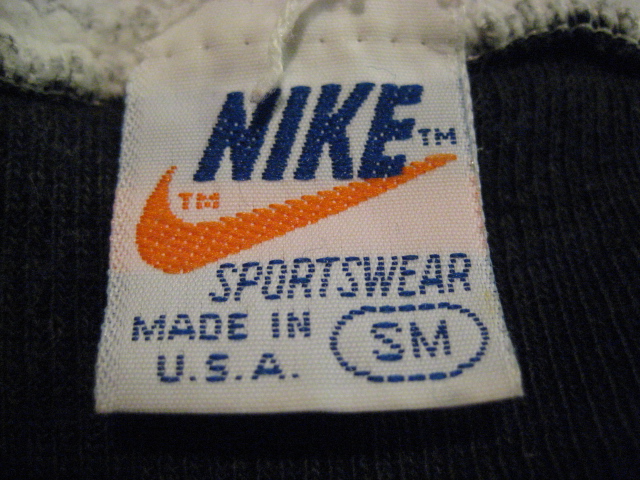 NIKE™
™
SPORTSWEAR
MADE IN
U.S.A.
SM